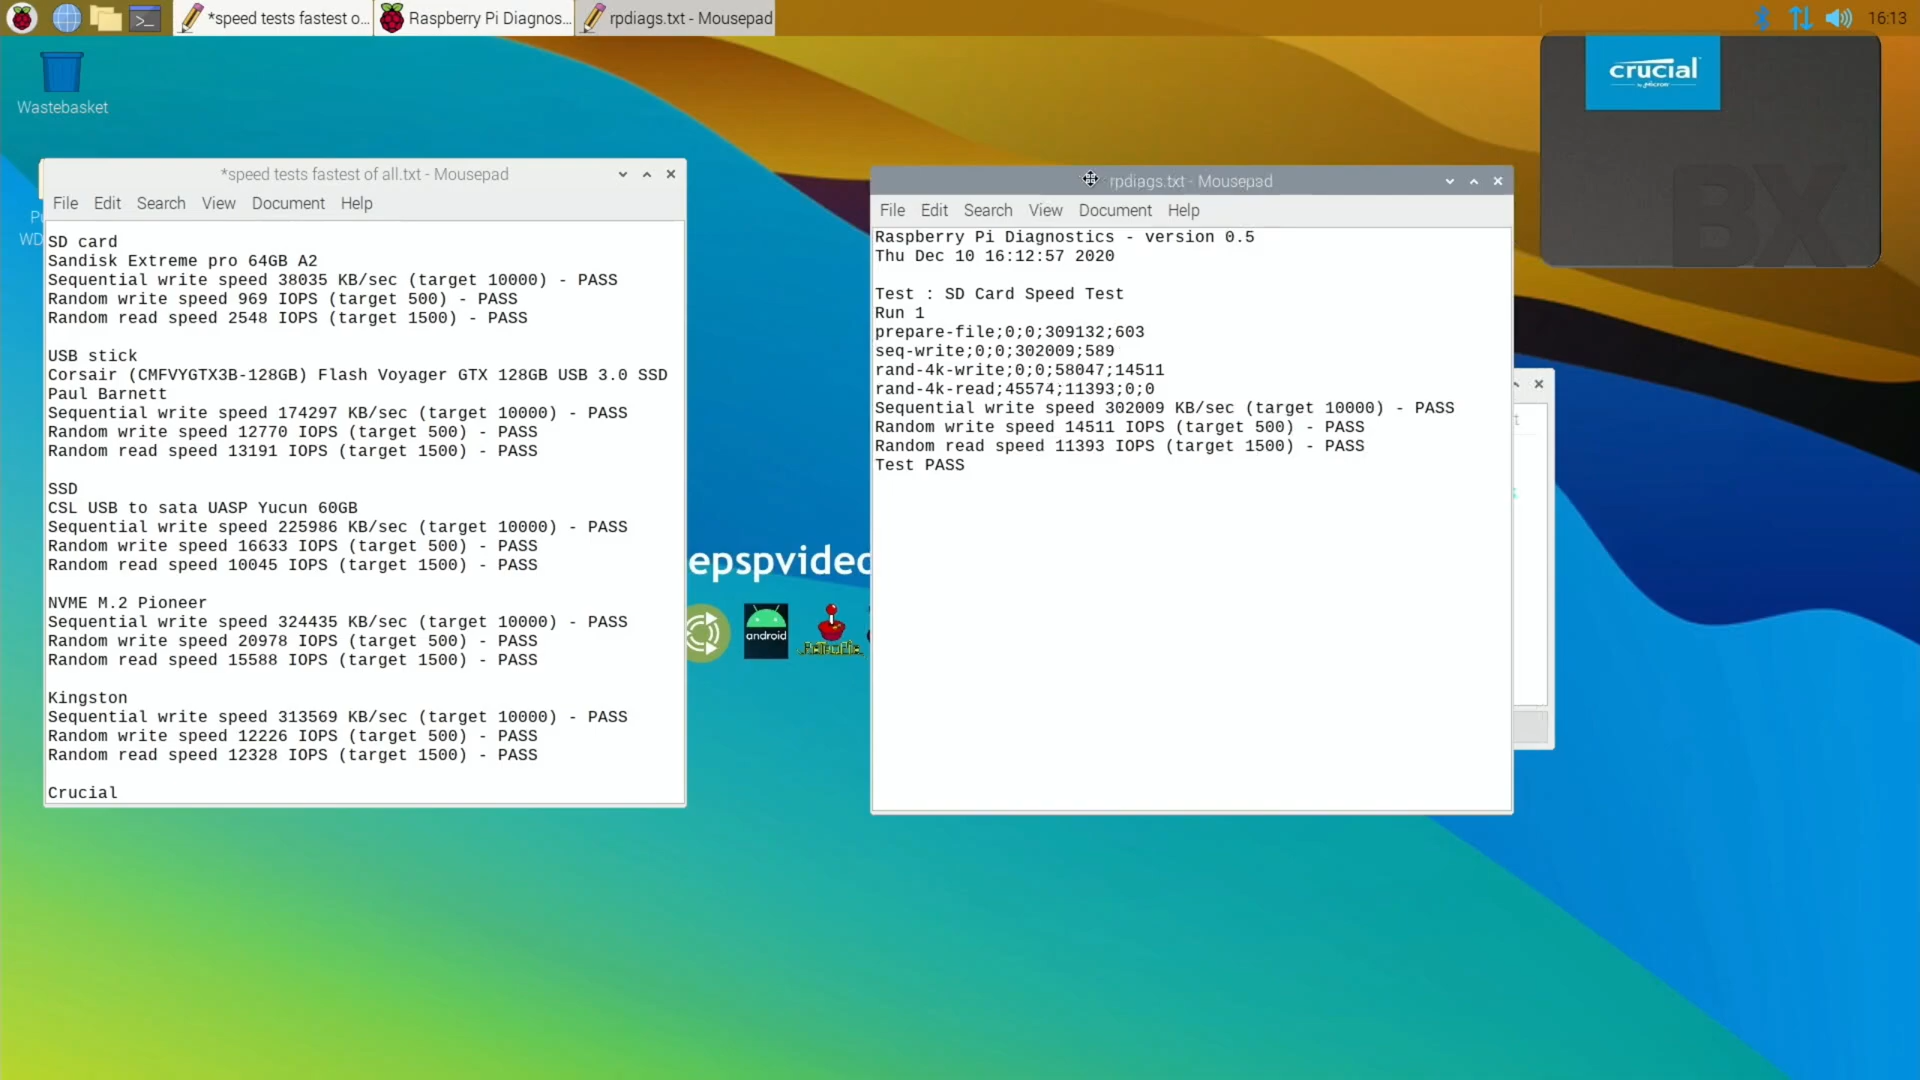 *speed tests fastest o...
Raspberry Pi Diagnos...
rpdiags.txt - Mousepad
16:13
crucial
by Micron
BX
Wastebasket
WD
*speed tests fastest of all.txt - Mousepad
File Edit Search View Document Help
SD card
Sandisk Extreme pro 64GB A2
Sequential write speed 38035 KB/sec (target 10000) - PASS
Random write speed 969 IOPS (target 500) - PASS
Random read speed 2548 IOPS (target 1500) - PASS
USB stick
Corsair (CMFVYGTX3B-128GB) Flash Voyager GTX 128GB USB 3.0 SSD
Paul Barnett
Sequential write speed 174297 KB/sec (target 10000) - PASS
Random write speed 12770 IOPS (target 500) - PASS
Random read speed 13191 IOPS (target 1500) - PASS
SSD
CSL USB to sata UASP Yucun 60GB
Sequential write speed 225986 KB/sec (target 10000) - PASS
Random write speed 16633 IOPS (target 500) - PASS
Random read speed 10045 IOPS (target 1500) - PASS
NVME M.2 Pioneer
Sequential write speed 324435 KB/sec (target 10000) - PASS
Random write speed 20978 IOPS (target 500) - PASS
Random read speed 15588 IOPS (target 1500) - PASS
Kingston
Sequential write speed 313569 KB/sec (target 10000) - PASS
Random write speed 12226 IOPS (target 500) - PASS
Random read speed 12328 IOPS (target 1500) - PASS
Crucial
rpdiags.txt - Mousepad
File Edit Search View Document Help
Raspberry Pi Diagnostics - version 0.5
Thu Dec 10 16:12:57 2020
Test : SD Card Speed Test
Run 1
prepare-file;0;0;309132;603
seq-write;0;0;302009;589
rand-4k-write;0;0;58047;14511
rand-4k-read;45574;11393;0;0
Sequential write speed 302009 KB/sec (target 10000) - PASS
Random write speed 14511 IOPS (target 500) - PASS
Random read speed 11393 IOPS (target 1500) - PASS
Test PASS
epspvideo
android
RetroPie